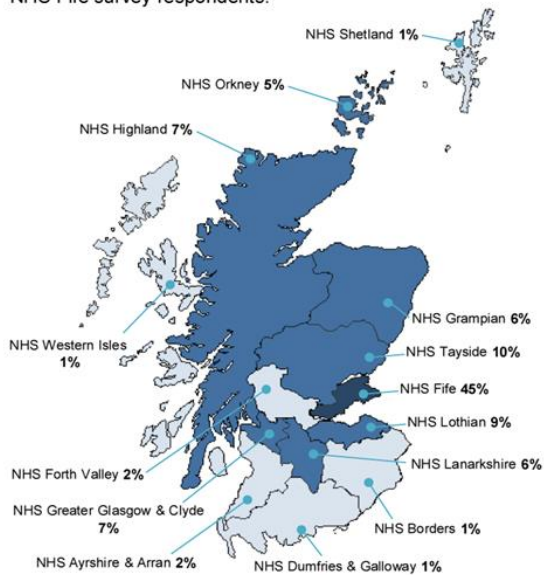 NHS Fife survey respondents.
NHS Shetland 1%
NHS Orkney 5%
NHS Highland 7%
NHS Grampian 6%
NHS Western Isles
1%
NHS Tayside 10%
NHS Fife 45%
NHS Lothian 9%
NHS Forth Valley 2%
NHS Lanarkshire 6%
NHS Greater Glasgow & Clyde
7%
NHS Borders 1%
NHS Ayrshire & Arran 2%
NHS Dumfries & Galloway 1%